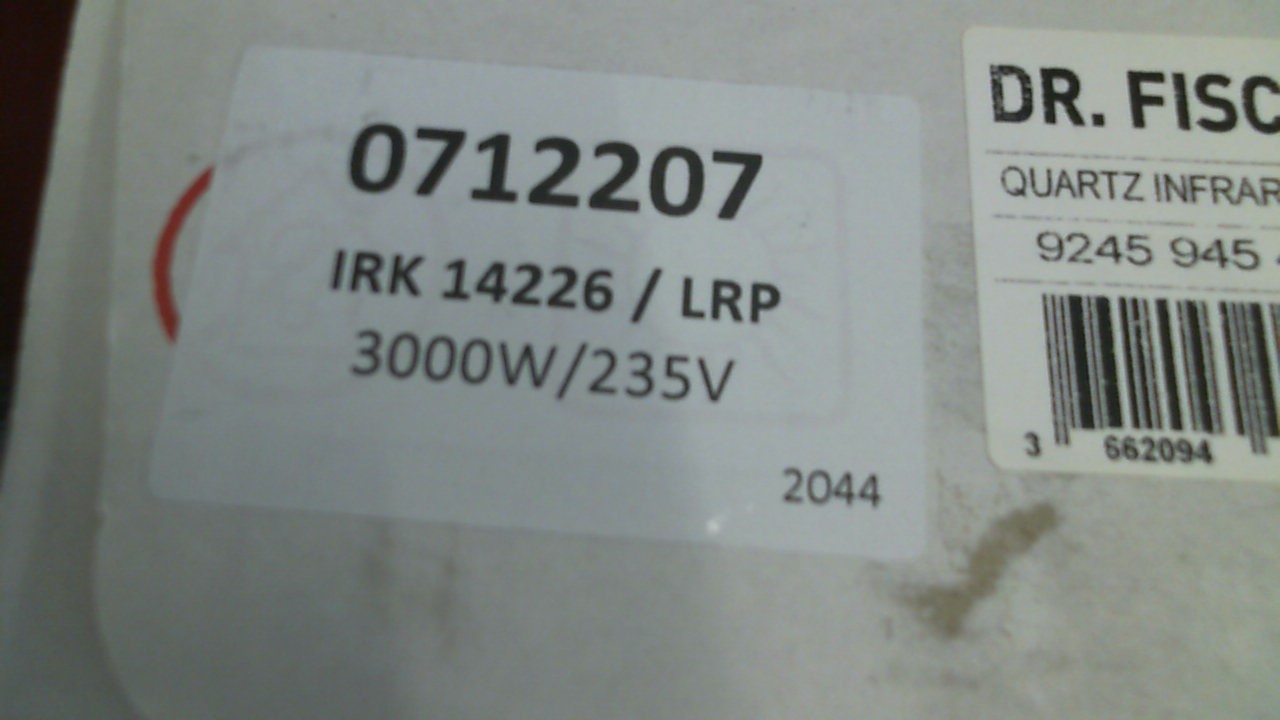 0712207
IRK 14226 / LRP
3000W/235V
2044
DR. FISC
QUARTZ INFRAR
9245 945
3 662094